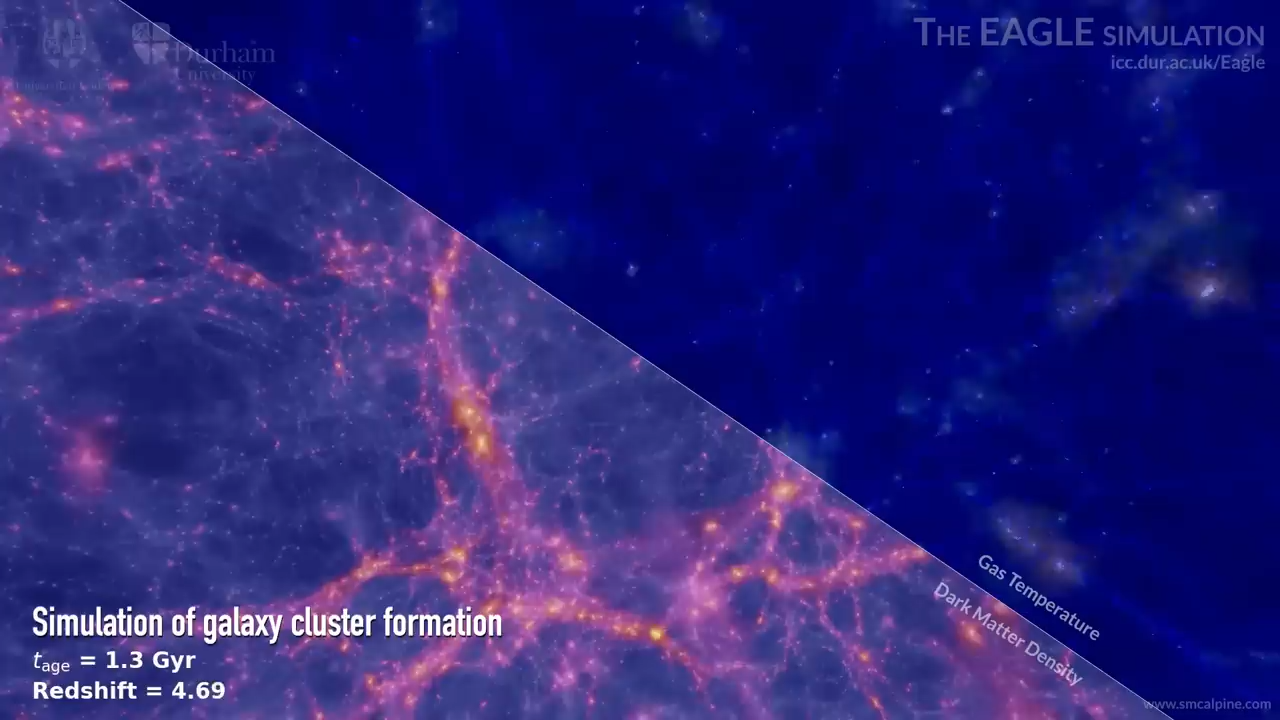 Durham
University
THE EAGLE SIMULATION
icc.dur.ac.uk/Eagle
Gas Temperature
Dark Matter Density
Simulation of galaxy cluster formation
tage = 1.3 Gyr
Redshift = 4.69
www.smcalpine.com